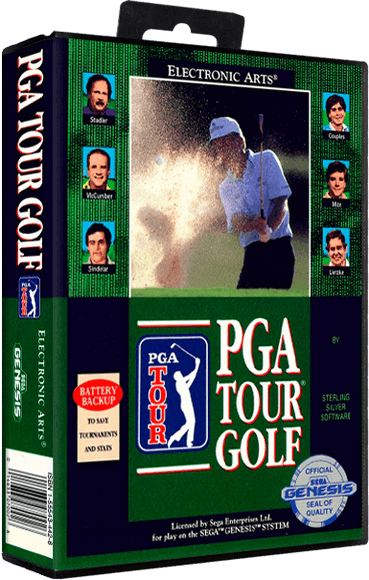 ELECTRONIC ARTS®
Stadler
McCumber
Sindelar
Couples
Mize
Lietzke
PGA
TOUR
PGA
TOUR®
GOLF
BY
STERLING
SILVER
SOFTWARE
BATTERY
BACKUP
TO SAVE
TOURNAMENTS
AND STATS
OFFICIAL
SEGA
GENESIS
SEAL OF
QUALITY
Licensed by Sega Enterprises Ltd.
for play on the SEGA™ GENESIS™ SYSTEM
PGA TOUR GOLF
PGA TOUR
ELECTRONIC ARTS®
SEGA
GENESIS